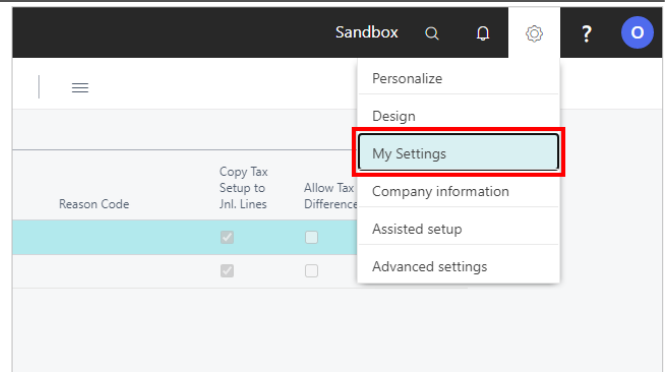 Sandbox ? O
Personalize
Design
My Settings
Company information
Assisted setup
Advanced settings
Reason Code
Copy Tax
Setup to
Jnl. Lines
Allow Tax
Difference